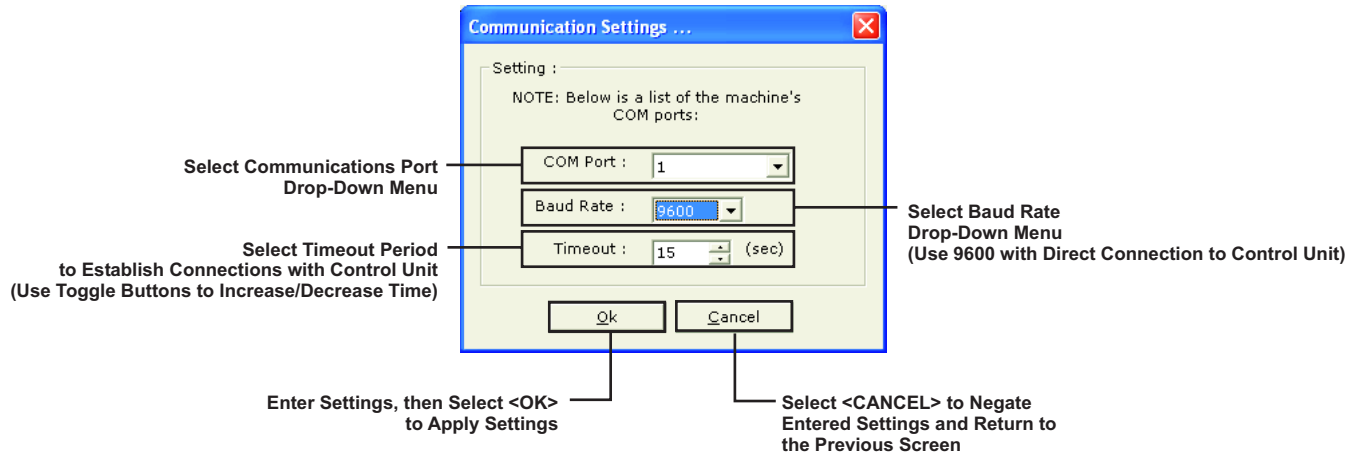 Communication Settings ...
Setting :
NOTE: Below is a list of the machine's
COM ports:
Select Communications Port
Drop-Down Menu
COM Port : 1
Baud Rate : 9600
Select Baud Rate
Drop-Down Menu
(Use 9600 with Direct Connection to Control Unit)
Select Timeout Period
to Establish Connections with Control Unit
(Use Toggle Buttons to Increase/Decrease Time)
Timeout : 15 (sec)
Ok
Cancel
Enter Settings, then Select <OK>
to Apply Settings
Select <CANCEL> to Negate
Entered Settings and Return to
the Previous Screen